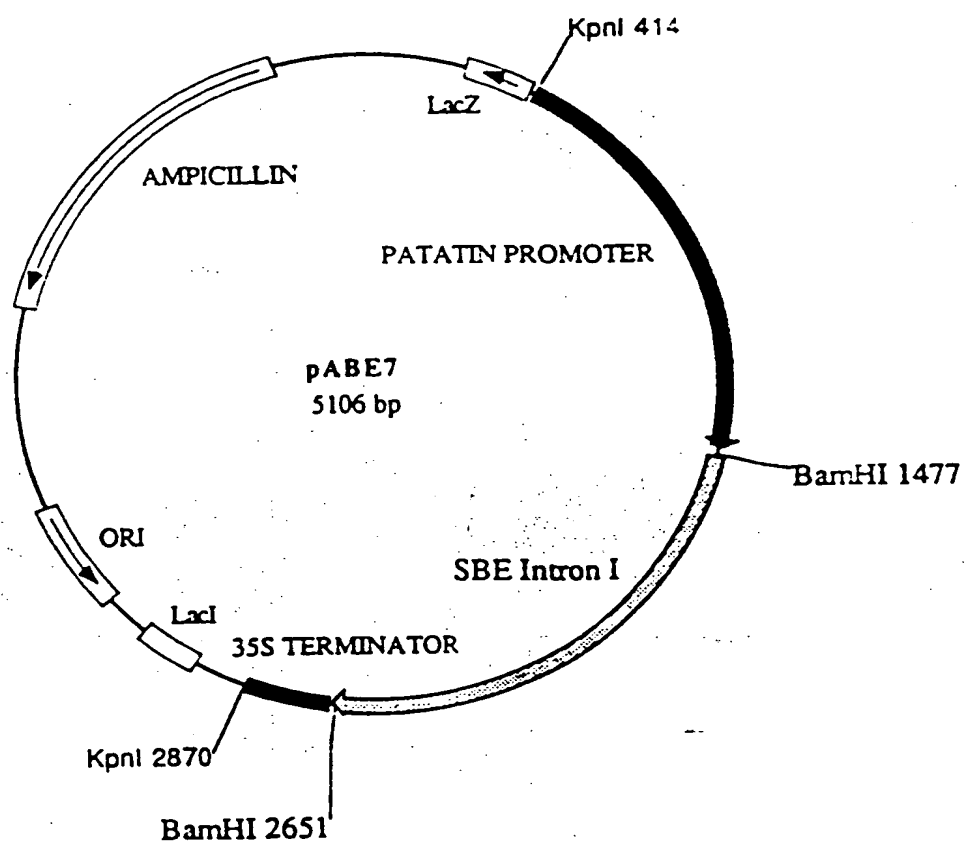 KpnI 414
LacZ
AMPICILLIN
PATATIN PROMOTER
pABE7
5106 bp
BamHI 1477
ORI
SBE Intron I
LacI
35S TERMINATOR
KpnI 2870
BamHI 2651